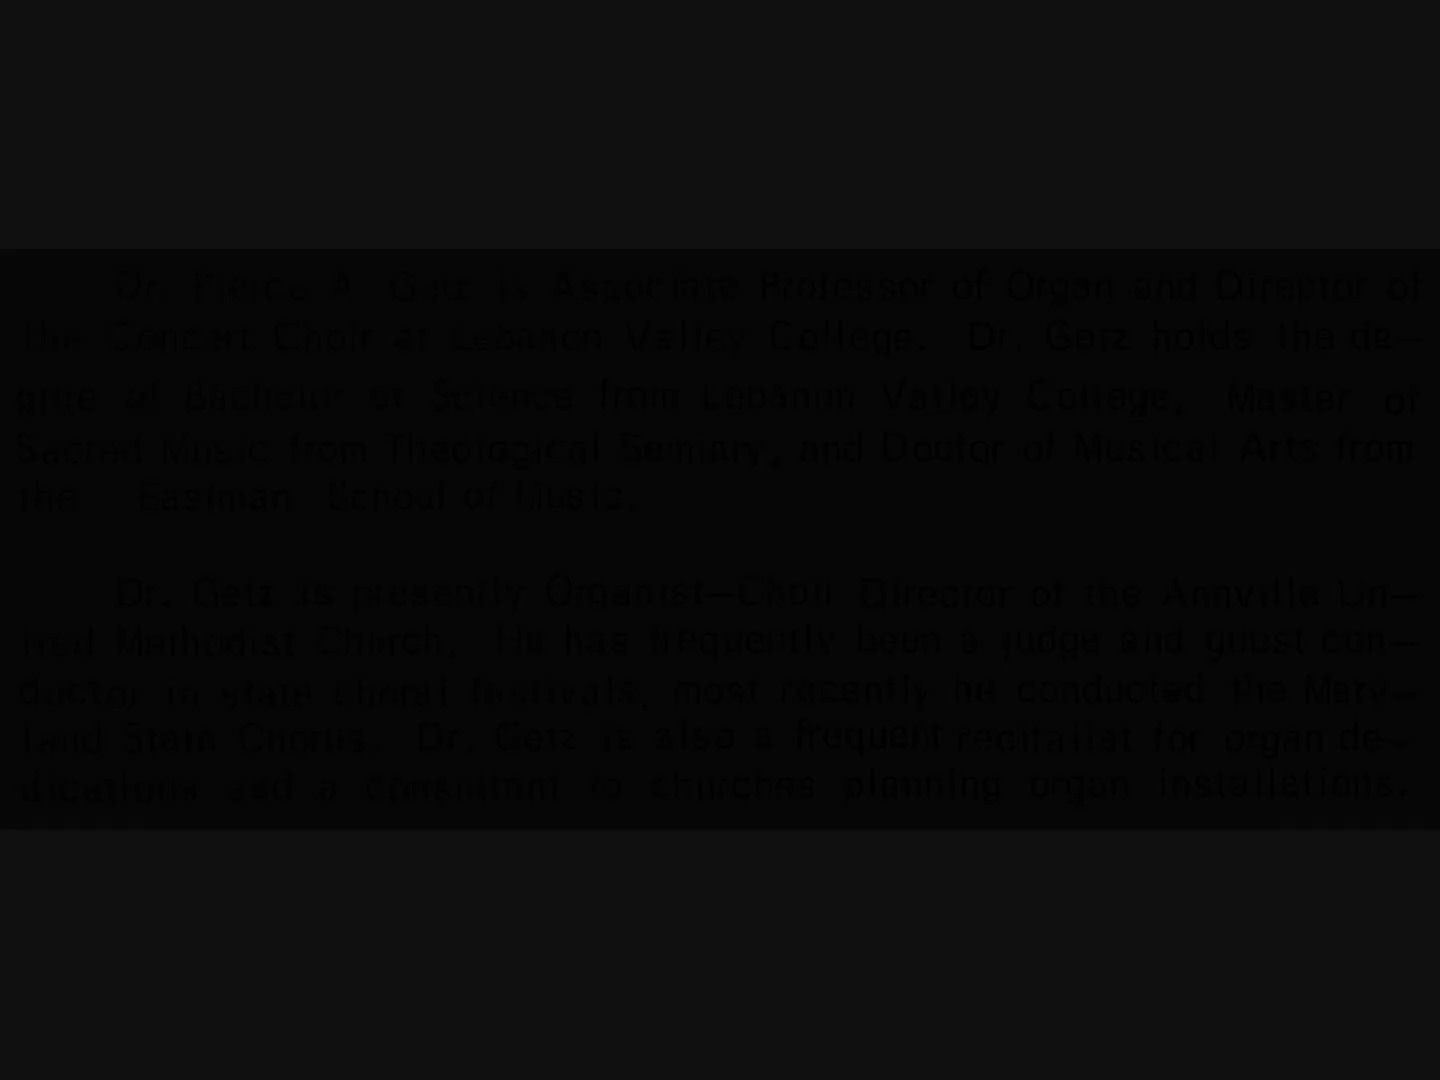 Dr. Pierce A. Getz is Associate Professor of Organ and Director of
the Concert Choir at Lebanon Valley College. Dr. Getz holds the de—
gree of Bachelor of Science from Lebanon Valley College, Master of
Sacred Music from Theological Seminary, and Doctor of Musical Arts from
the Eastman School of Music.
Dr. Getz is presently Organist—Choir Director of the Annville Un—
ited Methodist Church. He has frequently been a judge and guest con—
ductor in state choral festivals, most recently he conducted the Mary—
land State Chorus. Dr. Getz is also a frequent recitalist for organ de—
dications and a consultant to churches planning organ installations.